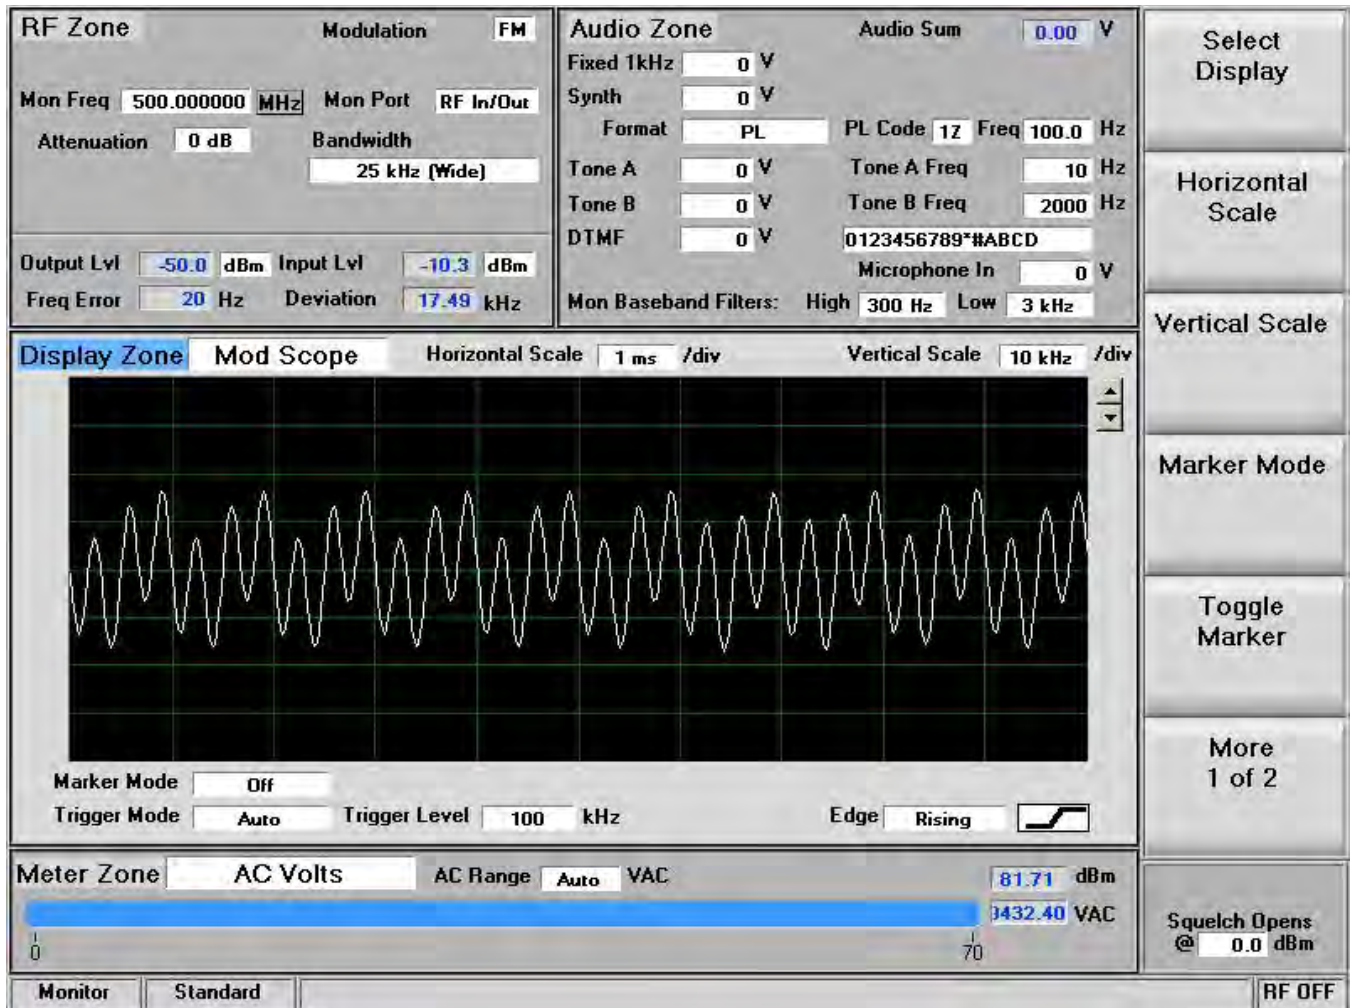 RF Zone
Modulation FM
Mon Freq 500.000000 MHz Mon Port RF In/Out
Attenuation 0 dB Bandwidth
25 kHz (Wide)
Output Lvl -50.0 dBm Input Lvl -10.3 dBm
Freq Error 20 Hz Deviation 17.49 kHz
Audio Zone Audio Sum 0.00 V
Fixed 1kHz 0 V
Synth 0 V
Format PL PL Code 1Z Freq 100.0 Hz
Tone A 0 V Tone A Freq 10 Hz
Tone B 0 V Tone B Freq 2000 Hz
DTMF 0 V 0123456789*#ABCD
Microphone In 0 V
Mon Baseband Filters: High 300 Hz Low 3 kHz
Display Zone Mod Scope Horizontal Scale 1 ms /div Vertical Scale 10 kHz /div
Marker Mode Off
Trigger Mode Auto Trigger Level 100 kHz Edge Rising
Meter Zone AC Volts AC Range Auto VAC 81.71 dBm
432.40 VAC
0 70
Monitor Standard RF OFF
Select
Display
Horizontal
Scale
Vertical Scale
Marker Mode
Toggle
Marker
More
1 of 2
Squelch Opens
@ 0.0 dBm